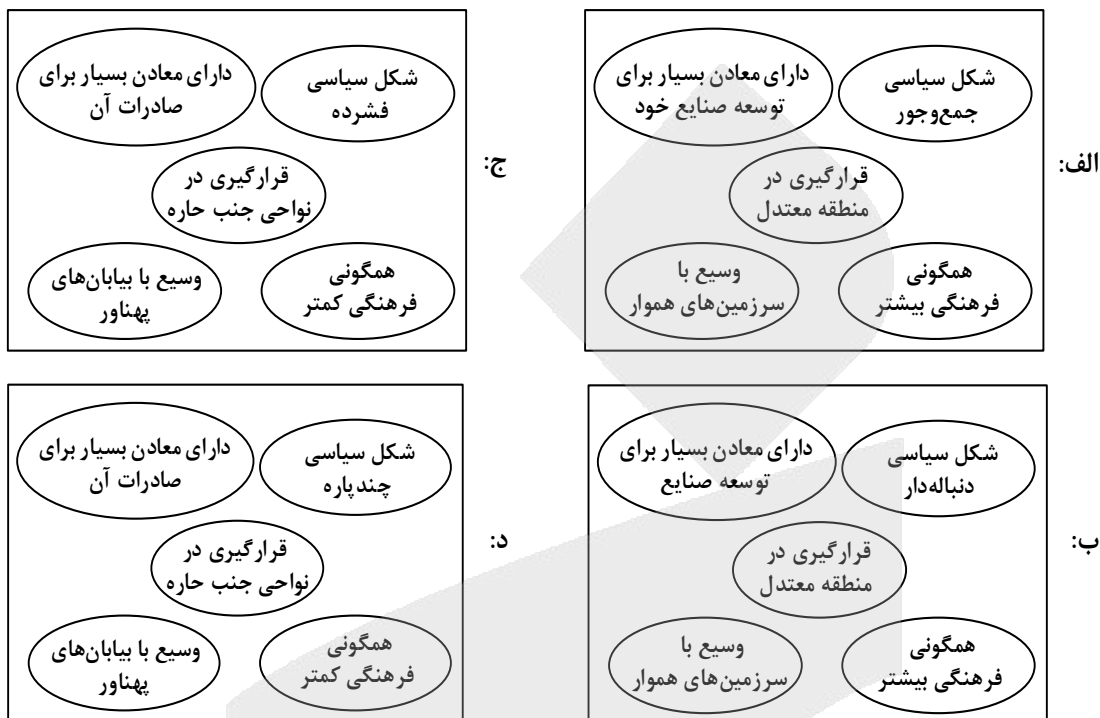 الف:
شکل سیاسی
جمع‌وجور
دارای معادن بسیار برای
توسعه صنایع خود
قرارگیری در
منطقه معتدل
همگونی
فرهنگی بیشتر
وسیع با
سرزمین‌های هموار
ج:
شکل سیاسی
فشرده
دارای معادن بسیار برای
صادرات آن
قرارگیری در
نواحی جنب حاره
همگونی
فرهنگی کمتر
وسیع با بیابان‌های
پهناور
ب:
شکل سیاسی
دنباله‌دار
دارای معادن بسیار برای
توسعه صنایع
قرارگیری در
منطقه معتدل
همگونی
فرهنگی بیشتر
وسیع با
سرزمین‌های هموار
د:
شکل سیاسی
چندپاره
دارای معادن بسیار برای
صادرات آن
قرارگیری در
نواحی جنب حاره
همگونی
فرهنگی کمتر
وسیع با بیابان‌های
پهناور